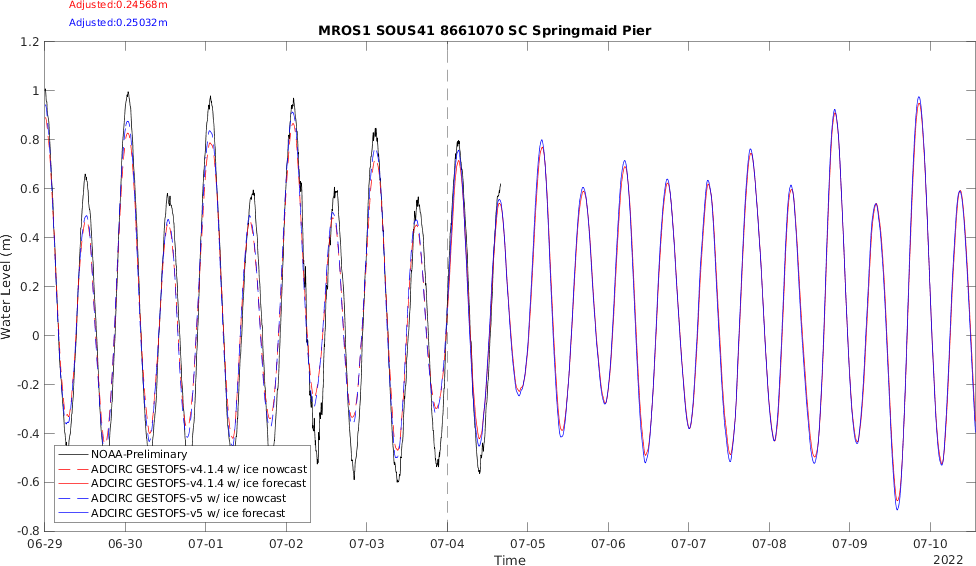 Adjusted:0.24568m
Adjusted:0.25032m
MROS1 SOUS41 8661070 SC Springmaid Pier
1.2
1
0.8
0.6
0.4
0.2
0
-0.2
-0.4
-0.6
-0.8
Water Level (m)
NOAA-Preliminary
ADCIRC GESTOFS-v4.1.4 w/ ice nowcast
ADCIRC GESTOFS-v4.1.4 w/ ice forecast
ADCIRC GESTOFS-v5 w/ ice nowcast
ADCIRC GESTOFS-v5 w/ ice forecast
06-29 06-30 07-01 07-02 07-03 07-04 07-05 07-06 07-07 07-08 07-09 07-10
Time
2022